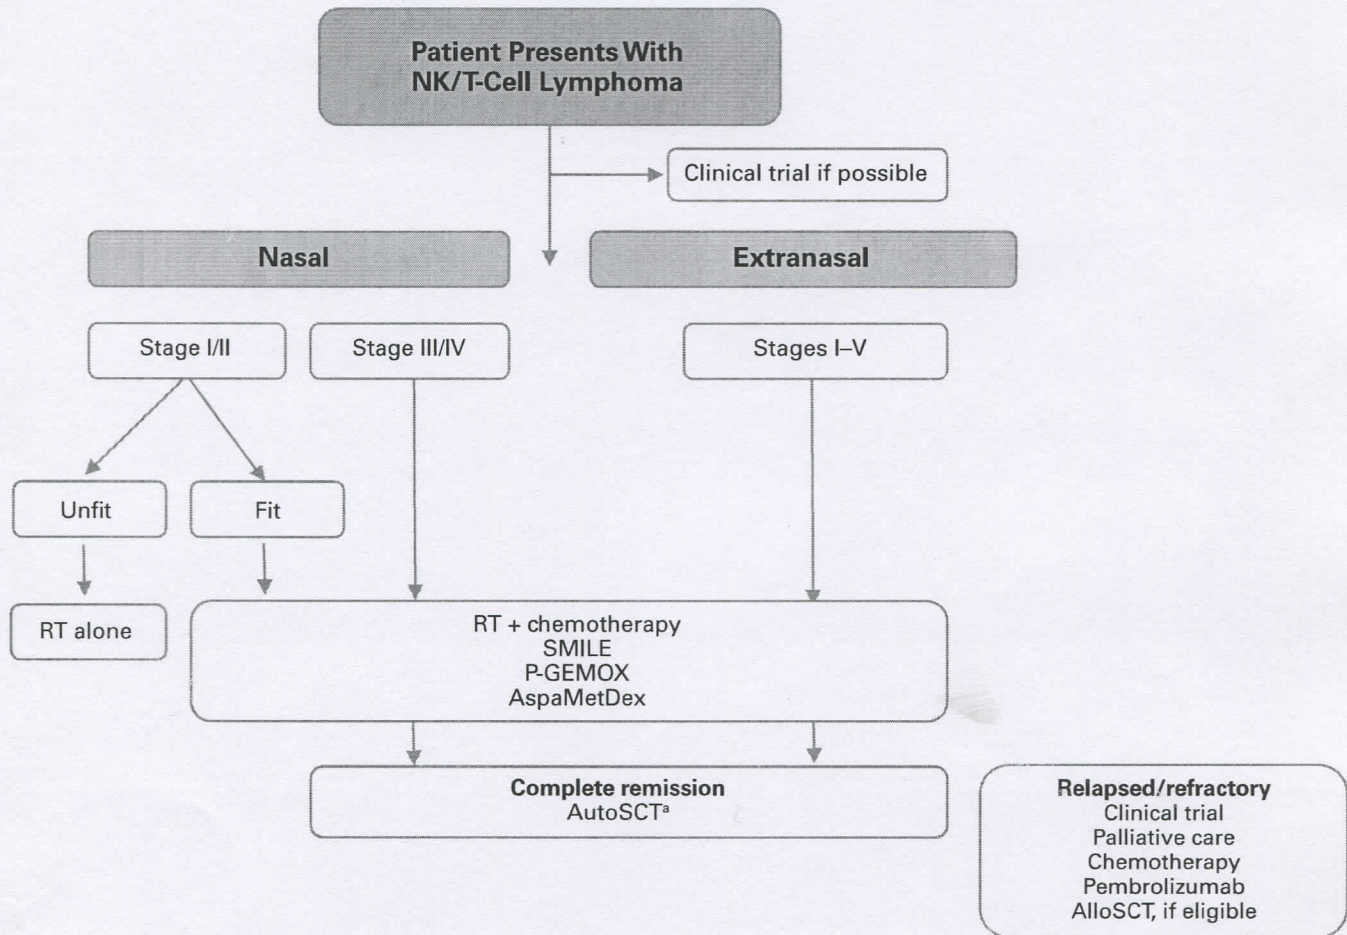 Patient Presents With
NK/T-Cell Lymphoma
Clinical trial if possible
Nasal
Extranasal
Stage I/II
Stage III/IV
Stages I–V
Unfit
Fit
RT alone
RT + chemotherapy
SMILE
P-GEMOX
AspaMetDex
Complete remission
AutoSCTᵃ
Relapsed/refractory
Clinical trial
Palliative care
Chemotherapy
Pembrolizumab
AlloSCT, if eligible